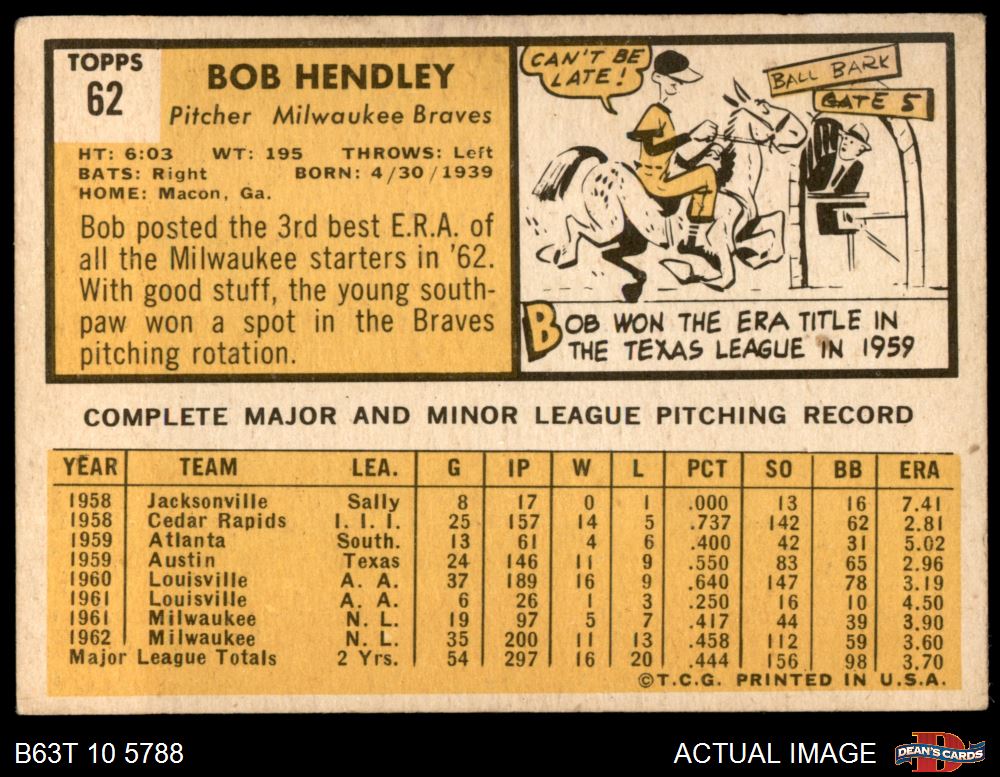 TOPPS
62
BOB HENDLEY
Pitcher Milwaukee Braves
HT: 6:03 WT: 195 THROWS: Left
BATS: Right BORN: 4/30/1939
HOME: Macon, Ga.
Bob posted the 3rd best E.R.A. of
all the Milwaukee starters in '62.
With good stuff, the young south-
paw won a spot in the Braves
pitching rotation.
CAN'T BE
LATE!
BALL BARK
GATE 5
BOB WON THE ERA TITLE IN
THE TEXAS LEAGUE IN 1959
COMPLETE MAJOR AND MINOR LEAGUE PITCHING RECORD
YEAR TEAM LEA. G IP W L PCT SO BB ERA
1958 Jacksonville Sally 8 17 0 1 .000 13 16 7.41
1958 Cedar Rapids I. I. I. 25 157 14 5 .737 142 62 2.81
1959 Atlanta South. 13 61 4 6 .400 42 31 5.02
1959 Austin Texas 24 146 11 9 .550 83 65 2.96
1960 Louisville A. A. 37 189 16 9 .640 147 78 3.19
1961 Louisville A. A. 6 26 1 3 .250 16 10 4.50
1961 Milwaukee N. L. 19 97 5 7 .417 44 39 3.90
1962 Milwaukee N. L. 35 200 11 13 .458 112 59 3.60
Major League Totals 2 Yrs. 54 297 16 20 .444 156 98 3.70
©T.C.G. PRINTED IN U.S.A.
B63T 10 5788
ACTUAL IMAGE
D
DEAN'S CARDS